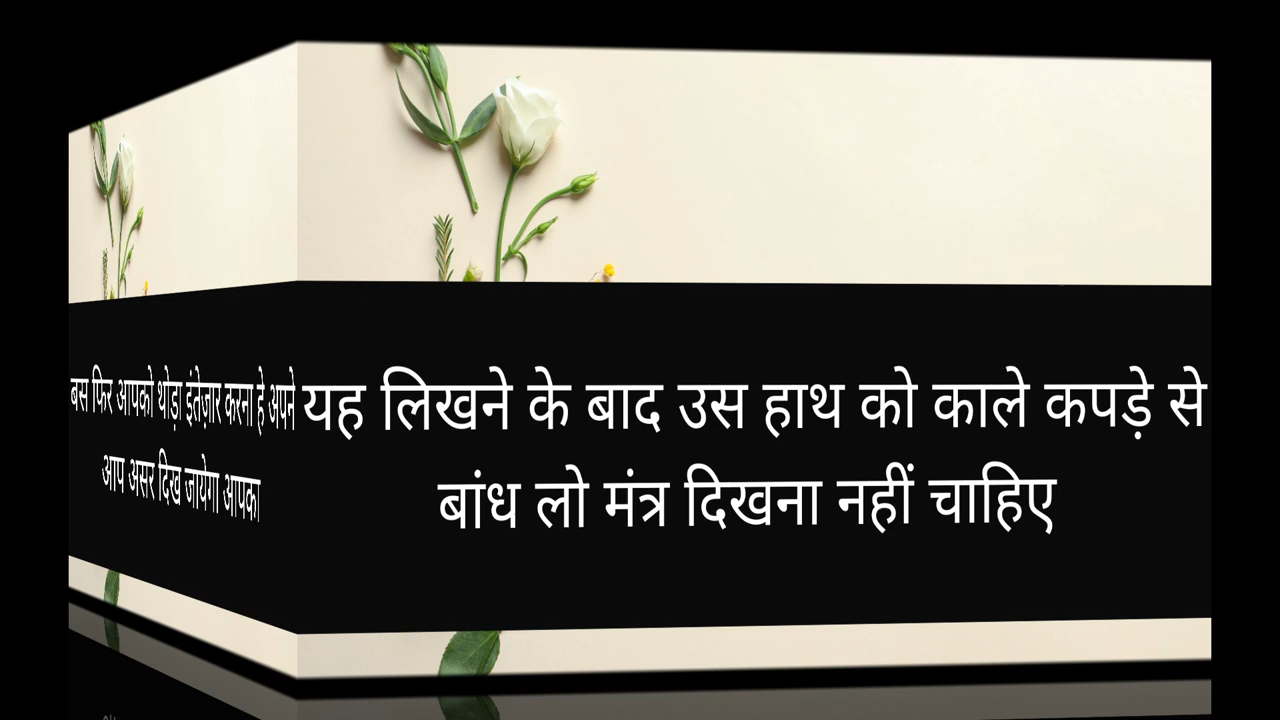 बस फिर आपको थोड़ा इंतेज़ार करना हे अपने
आप असर दिख जायेगा आपका
यह लिखने के बाद उस हाथ को काले कपड़े से
बांध लो मंत्र दिखना नहीं चाहिए